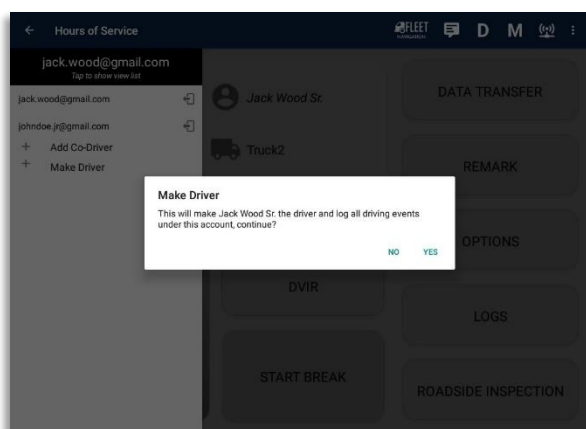 Hours of Service
FLEET
NAVIGATION
D
M
jack.wood@gmail.com
Tap to show view list
jack.wood@gmail.com
johndoe.jr@gmail.com
+ Add Co-Driver
+ Make Driver
Jack Wood Sr.
Truck2
DATA TRANSFER
REMARK
Make Driver
This will make Jack Wood Sr. the driver and log all driving events
under this account, continue?
NO YES
OPTIONS
DVIR
LOGS
START BREAK
ROADSIDE INSPECTION